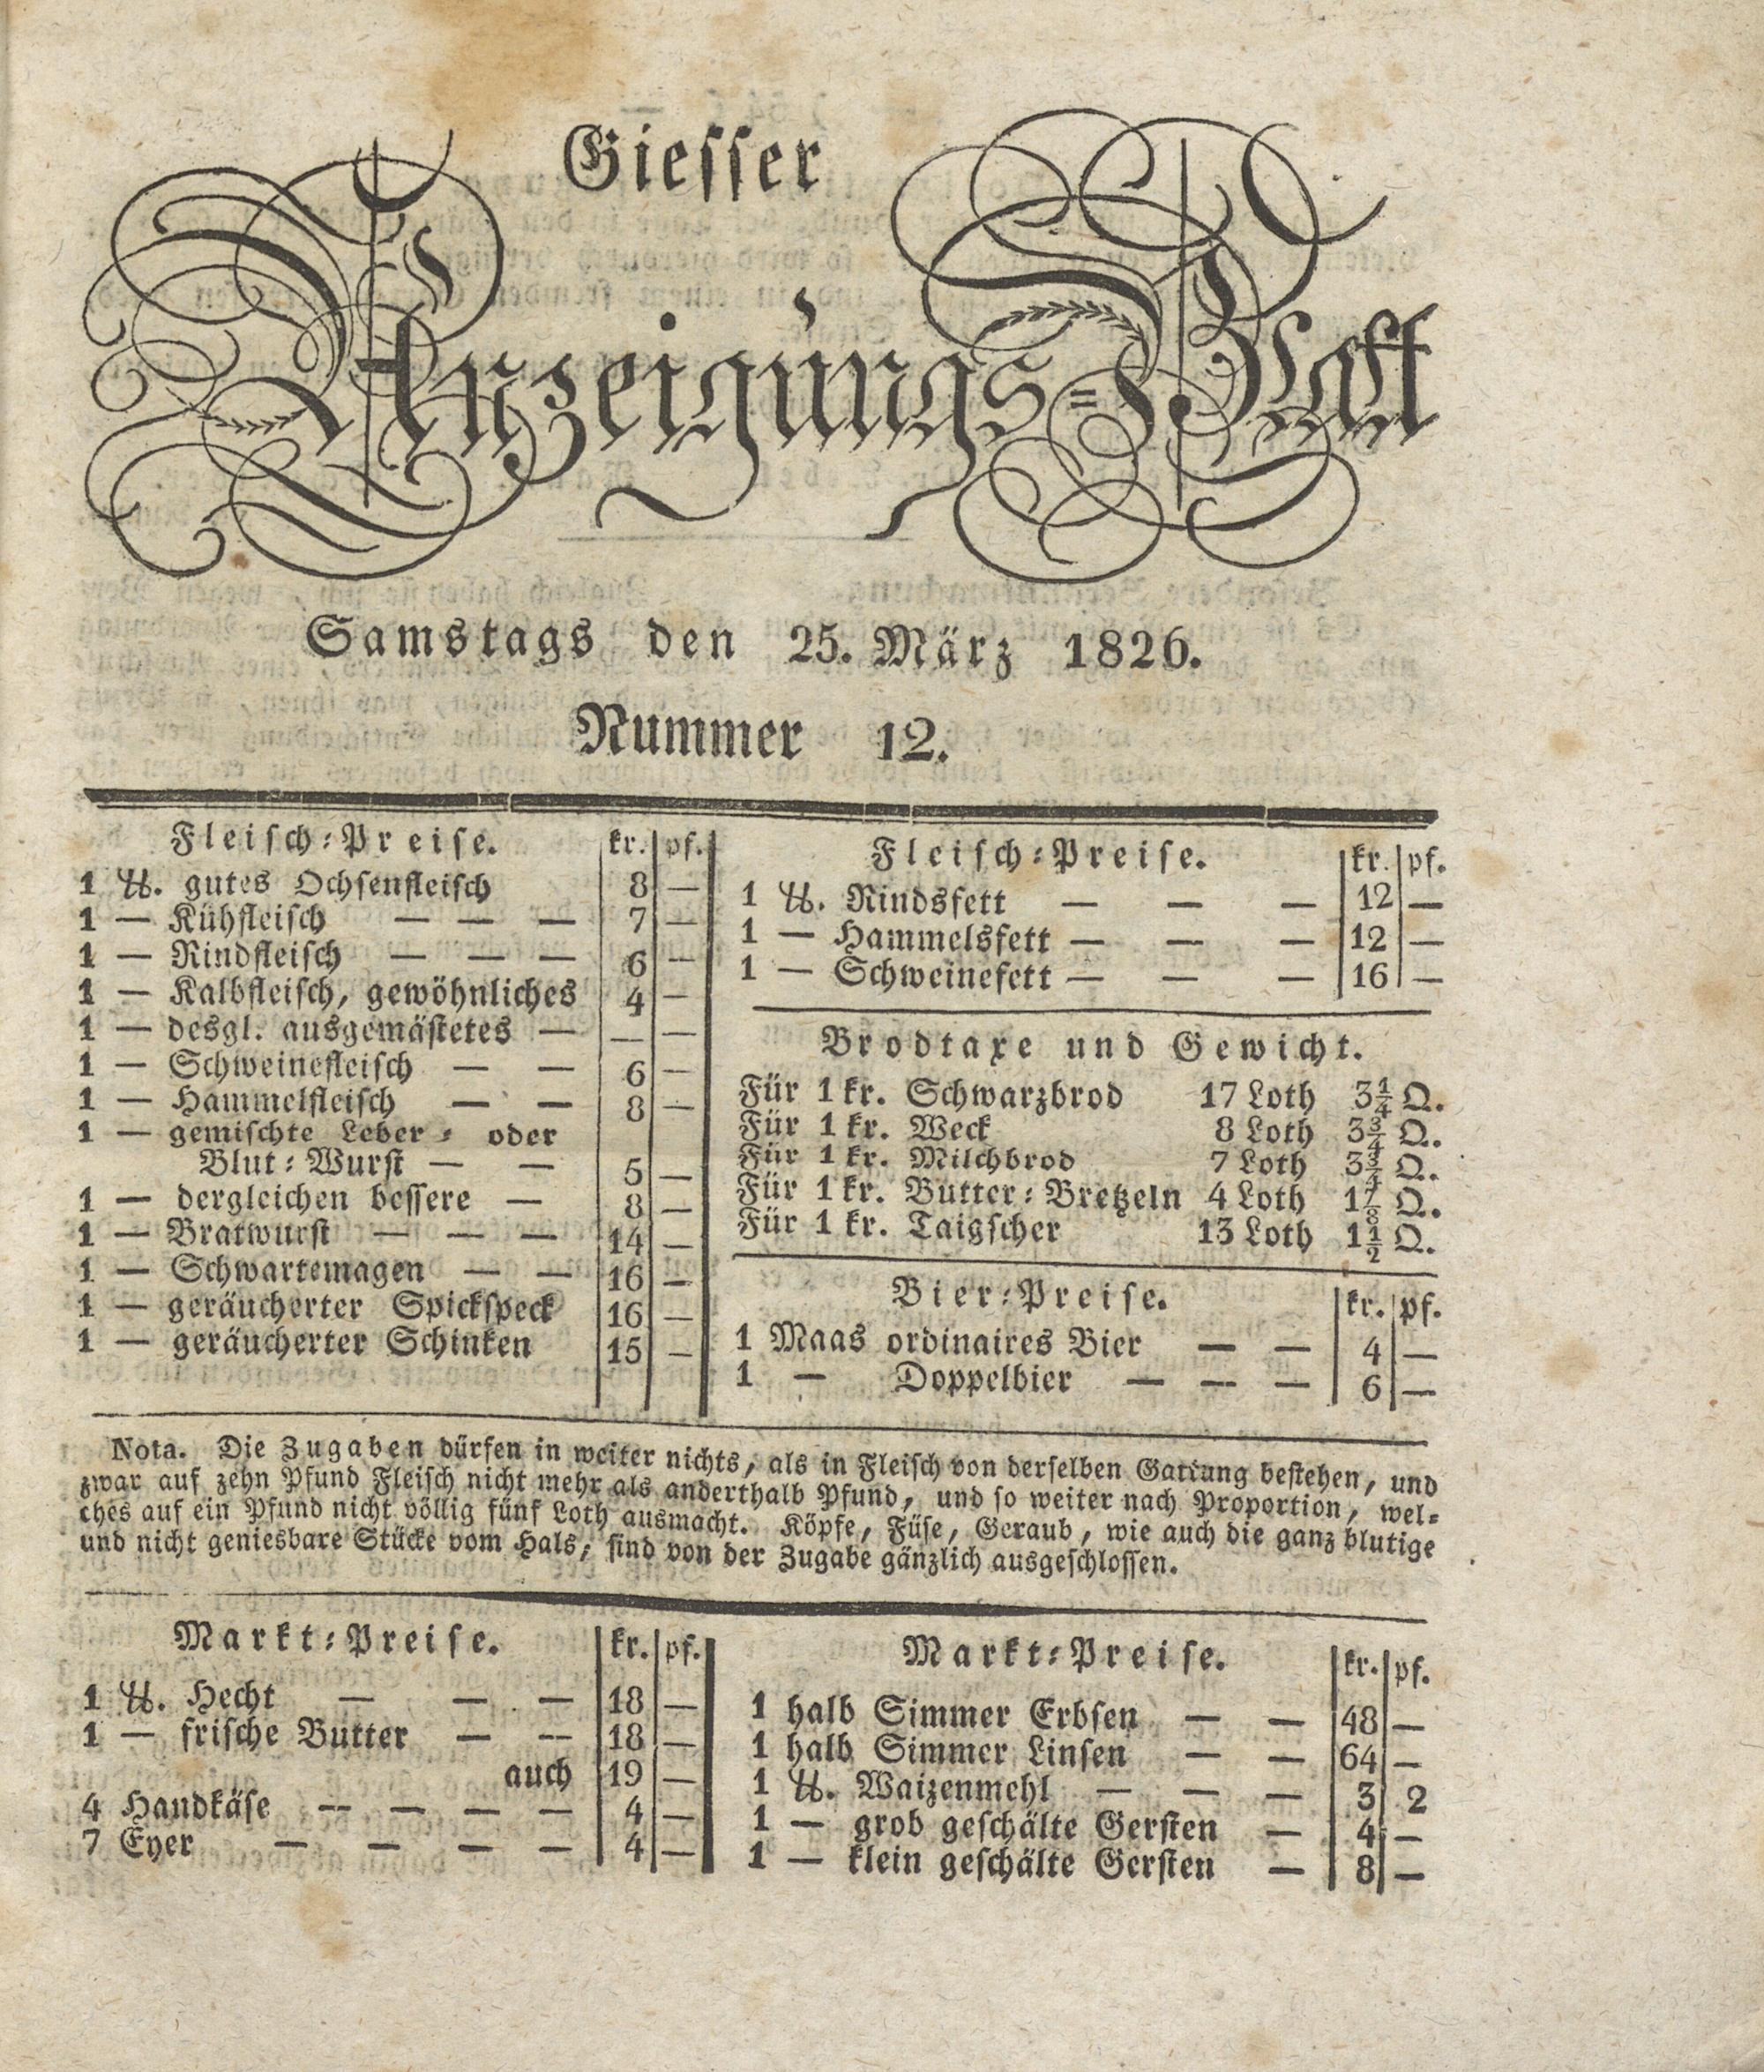 Giesser
Anzeigungs=Blatt
Samstags den 25. März 1826.
Nummer 12.
Fleisch-Preise. kr. pf.
1 ℔. gutes Ochsenfleisch 8 —
1 — Kühfleisch — — — 7 —
1 — Rindfleisch — — — 6 —
1 — Kalbfleisch, gewöhnliches 4 —
1 — desgl. ausgemästetes — — —
1 — Schweinefleisch — — 6 —
1 — Hammelfleisch — — 8 —
1 — gemischte Leber- oder
Blut-Wurst — — 5 —
1 — dergleichen bessere — 8 —
1 — Bratwurst — — — 14 —
1 — Schwartemagen — — 16 —
1 — geräucherter Spickspeck 16 —
1 — geräucherter Schinken 15 —
Fleisch-Preise. kr. pf.
1 ℔. Rindsfett — — — 12 —
1 — Hammelsfett — — — 12 —
1 — Schweinefett — — — 16 —
Brodtaxe und Gewicht.
Für 1 kr. Schwarzbrod 17 Loth 3¼ Q.
Für 1 kr. Weck 8 Loth 3¾ Q.
Für 1 kr. Milchbrod 7 Loth 3¾ Q.
Für 1 kr. Butter-Bretzeln 4 Loth 1⅞ Q.
Für 1 kr. Taigscher 13 Loth 1½ Q.
Bier-Preise. kr. pf.
1 Maas ordinaires Bier — — 4 —
1 — Doppelbier — — — 6 —
Nota. Die Zugaben dürfen in weiter nichts, als in Fleisch von derselben Gattung bestehen, und
zwar auf zehn Pfund Fleisch nicht mehr als anderthalb Pfund, und so weiter nach Proportion, wel-
ches auf ein Pfund nicht völlig fünf Loth ausmacht. Köpfe, Füse, Geraub, wie auch die ganz blutige
und nicht geniesbare Stücke vom Hals, sind von der Zugabe gänzlich ausgeschlossen.
Markt-Preise. kr. pf.
1 ℔. Hecht — — — 18 —
1 — frische Butter — — 18 —
auch 19 —
4 Handkäse — — — — 4 —
7 Eyer — — — — 4 —
Markt-Preise. kr. pf.
1 halb Simmer Erbsen — — 48 —
1 halb Simmer Linsen — — 64 —
1 ℔. Waizenmehl — — — 3 2
1 — grob geschälte Gersten — 4 —
1 — klein geschälte Gersten — 8 —